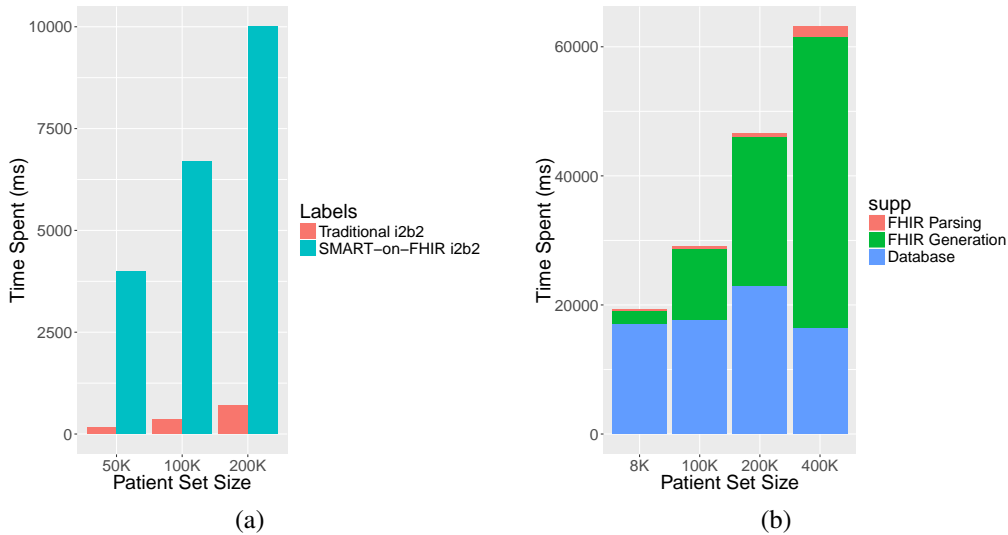 10000
7500
5000
2500
0
Time Spent (ms)
50K 100K 200K
Patient Set Size
Labels
Traditional i2b2
SMART−on−FHIR i2b2
(a)
60000
40000
20000
0
Time Spent (ms)
8K 100K 200K 400K
Patient Set Size
supp
FHIR Parsing
FHIR Generation
Database
(b)